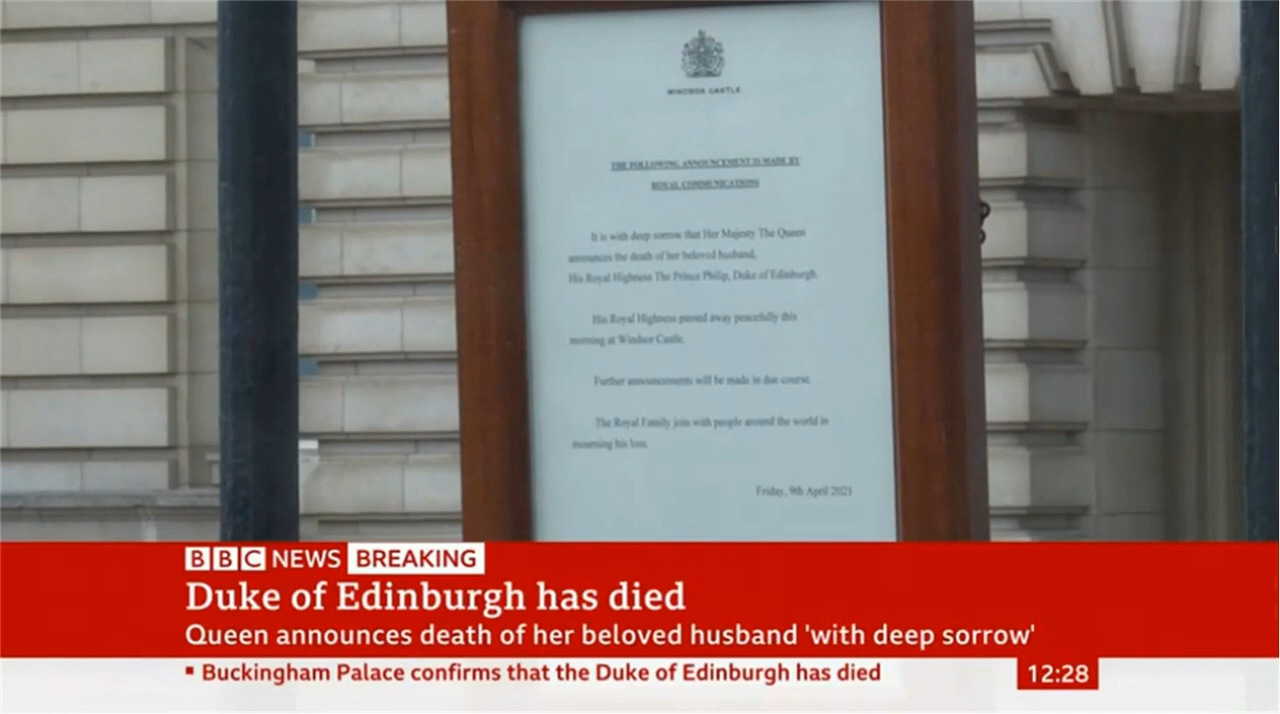 WINDSOR CASTLE
THE FOLLOWING ANNOUNCEMENT IS MADE BY
ROYAL COMMUNICATIONS
It is with deep sorrow that Her Majesty The Queen
announces the death of her beloved husband,
His Royal Highness The Prince Philip, Duke of Edinburgh.
His Royal Highness passed away peacefully this
morning at Windsor Castle.
Further announcements will be made in due course.
The Royal Family join with people around the world in
mourning his loss.
Friday, 9th April 2021
BBC NEWS BREAKING
Duke of Edinburgh has died
Queen announces death of her beloved husband 'with deep sorrow'
Buckingham Palace confirms that the Duke of Edinburgh has died
12:28